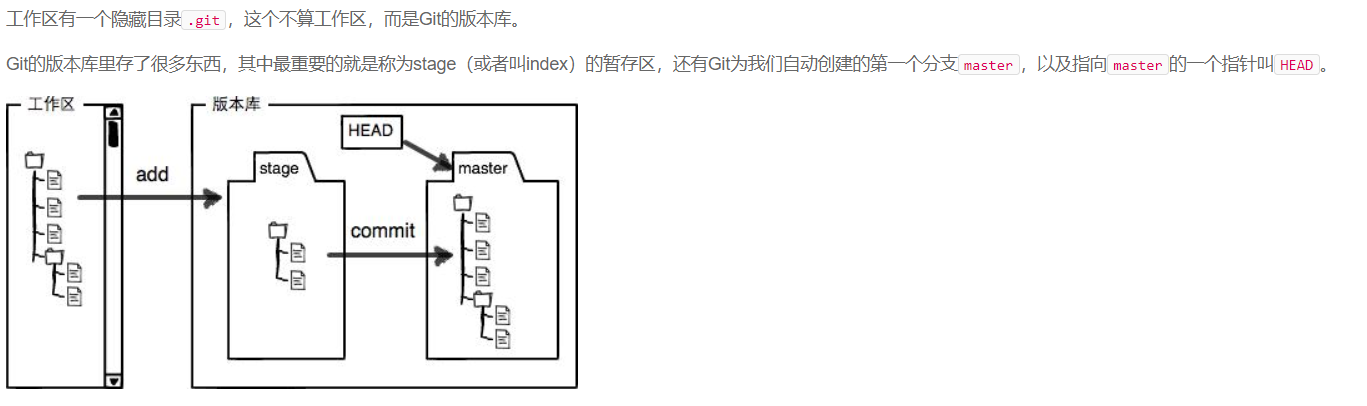 工作区有一个隐藏目录.git，这个不算工作区，而是Git的版本库。
Git的版本库里存了很多东西，其中最重要的就是称为stage（或者叫index）的暂存区，还有Git为我们自动创建的第一个分支master，以及指向master的一个指针叫HEAD。
工作区
版本库
HEAD
stage
master
add
commit